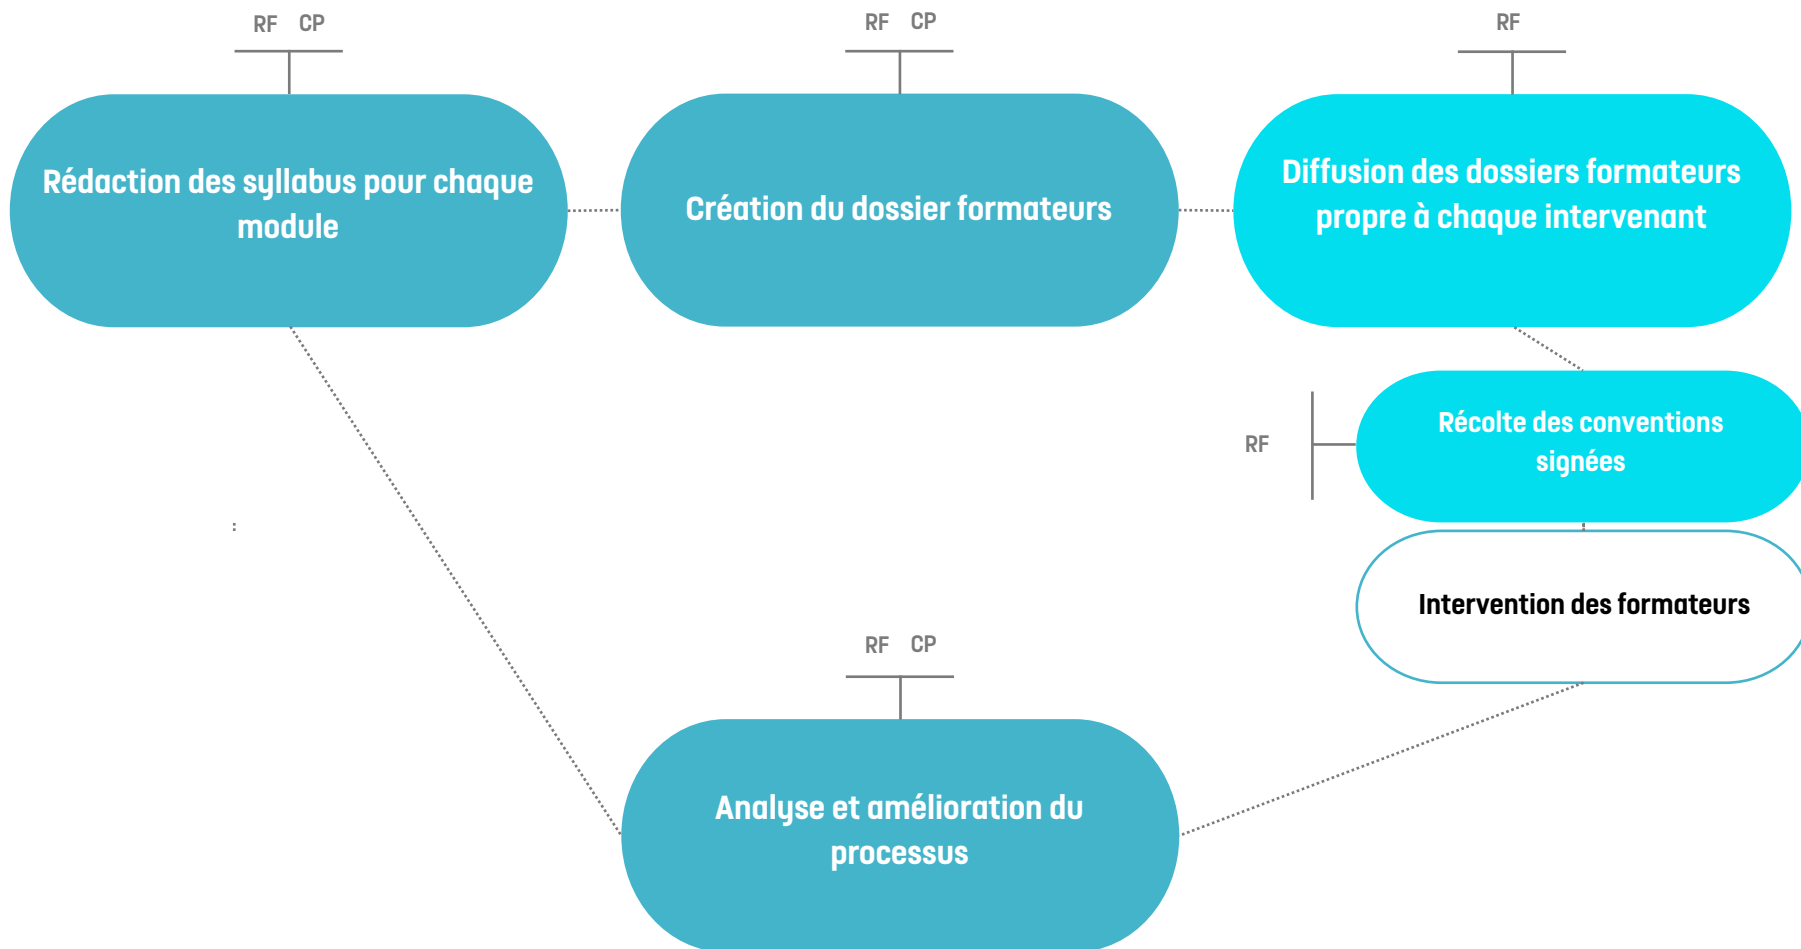 RF CP
RF CP
RF
Rédaction des syllabus pour chaque
module
Création du dossier formateurs
Diffusion des dossiers formateurs
propre à chaque intervenant
RF
Récolte des conventions
signées
Intervention des formateurs
RF CP
Analyse et amélioration du
processus